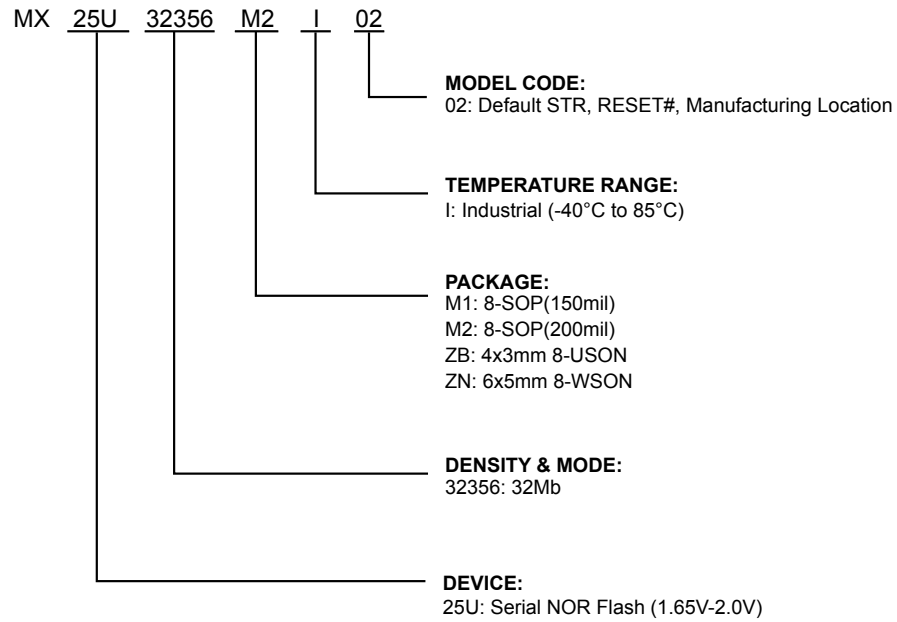 MX 25U 32356 M2 I 02
MODEL CODE:
02: Default STR, RESET#, Manufacturing Location
TEMPERATURE RANGE:
I: Industrial (-40°C to 85°C)
PACKAGE:
M1: 8-SOP(150mil)
M2: 8-SOP(200mil)
ZB: 4x3mm 8-USON
ZN: 6x5mm 8-WSON
DENSITY & MODE:
32356: 32Mb
DEVICE:
25U: Serial NOR Flash (1.65V-2.0V)